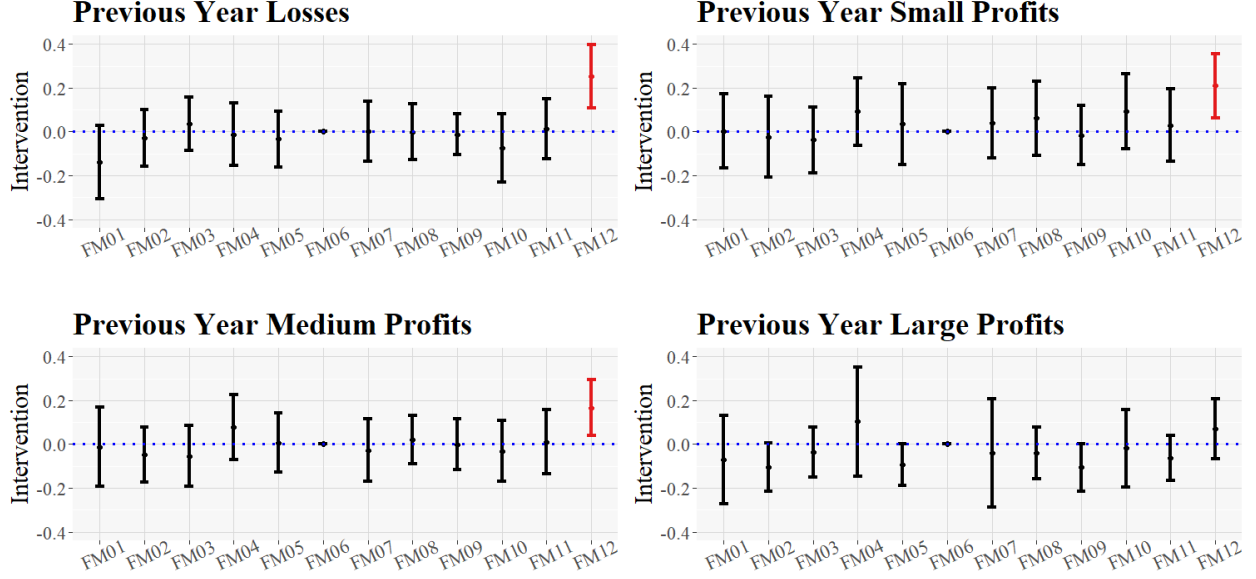 Previous Year Losses
Intervention
0.4
0.2
0.0
-0.2
-0.4
FM01 FM02 FM03 FM04 FM05 FM06 FM07 FM08 FM09 FM10 FM11 FM12
Previous Year Small Profits
Intervention
0.4
0.2
0.0
-0.2
-0.4
FM01 FM02 FM03 FM04 FM05 FM06 FM07 FM08 FM09 FM10 FM11 FM12
Previous Year Medium Profits
Intervention
0.4
0.2
0.0
-0.2
-0.4
FM01 FM02 FM03 FM04 FM05 FM06 FM07 FM08 FM09 FM10 FM11 FM12
Previous Year Large Profits
Intervention
0.4
0.2
0.0
-0.2
-0.4
FM01 FM02 FM03 FM04 FM05 FM06 FM07 FM08 FM09 FM10 FM11 FM12